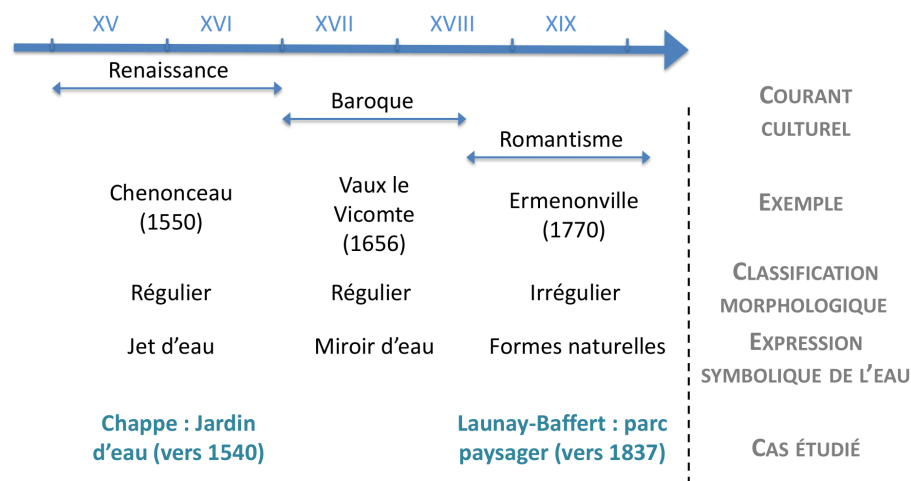 XV XVI XVII XVIII XIX
Renaissance
Baroque
Romantisme
COURANT
CULTUREL
Chenonceau
(1550)
Vaux le
Vicomte
(1656)
Ermenonville
(1770)
EXEMPLE
Régulier
Régulier
Irrégulier
CLASSIFICATION
MORPHOLOGIQUE
Jet d’eau
Miroir d’eau
Formes naturelles
EXPRESSION
SYMBOLIQUE DE L’EAU
Chappe : Jardin
d’eau (vers 1540)
Launay-Baffert : parc
paysager (vers 1837)
CAS ÉTUDIÉ